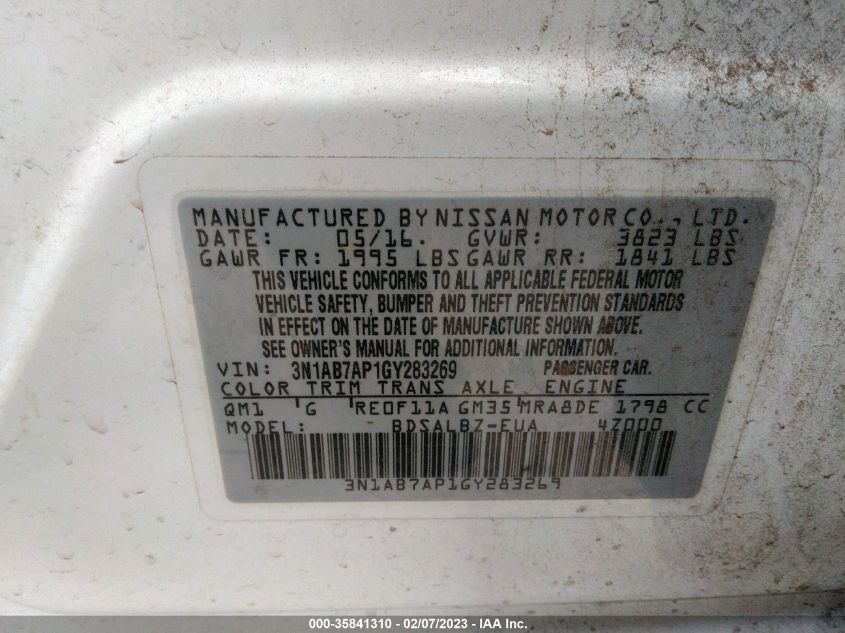 MANUFACTURED BY NISSAN MOTOR CO., LTD.
DATE: 05/16. GVWR: 3823 LBS
GAWR FR: 1995 LBS GAWR RR: 1841 LBS
THIS VEHICLE CONFORMS TO ALL APPLICABLE FEDERAL MOTOR
VEHICLE SAFETY, BUMPER AND THEFT PREVENTION STANDARDS
IN EFFECT ON THE DATE OF MANUFACTURE SHOWN ABOVE.
SEE OWNER'S MANUAL FOR ADDITIONAL INFORMATION.
VIN: 3N1AB7AP1GY283269 PASSENGER CAR.
COLOR TRIM TRANS AXLE ENGINE
QM1 G RE0F11A GM35 MRA8DE 1798 CC
MODEL: BDSALBZ-EUA 4Z000
3N1AB7AP1GY283269
000-35841310 - 02/07/2023 - IAA Inc.